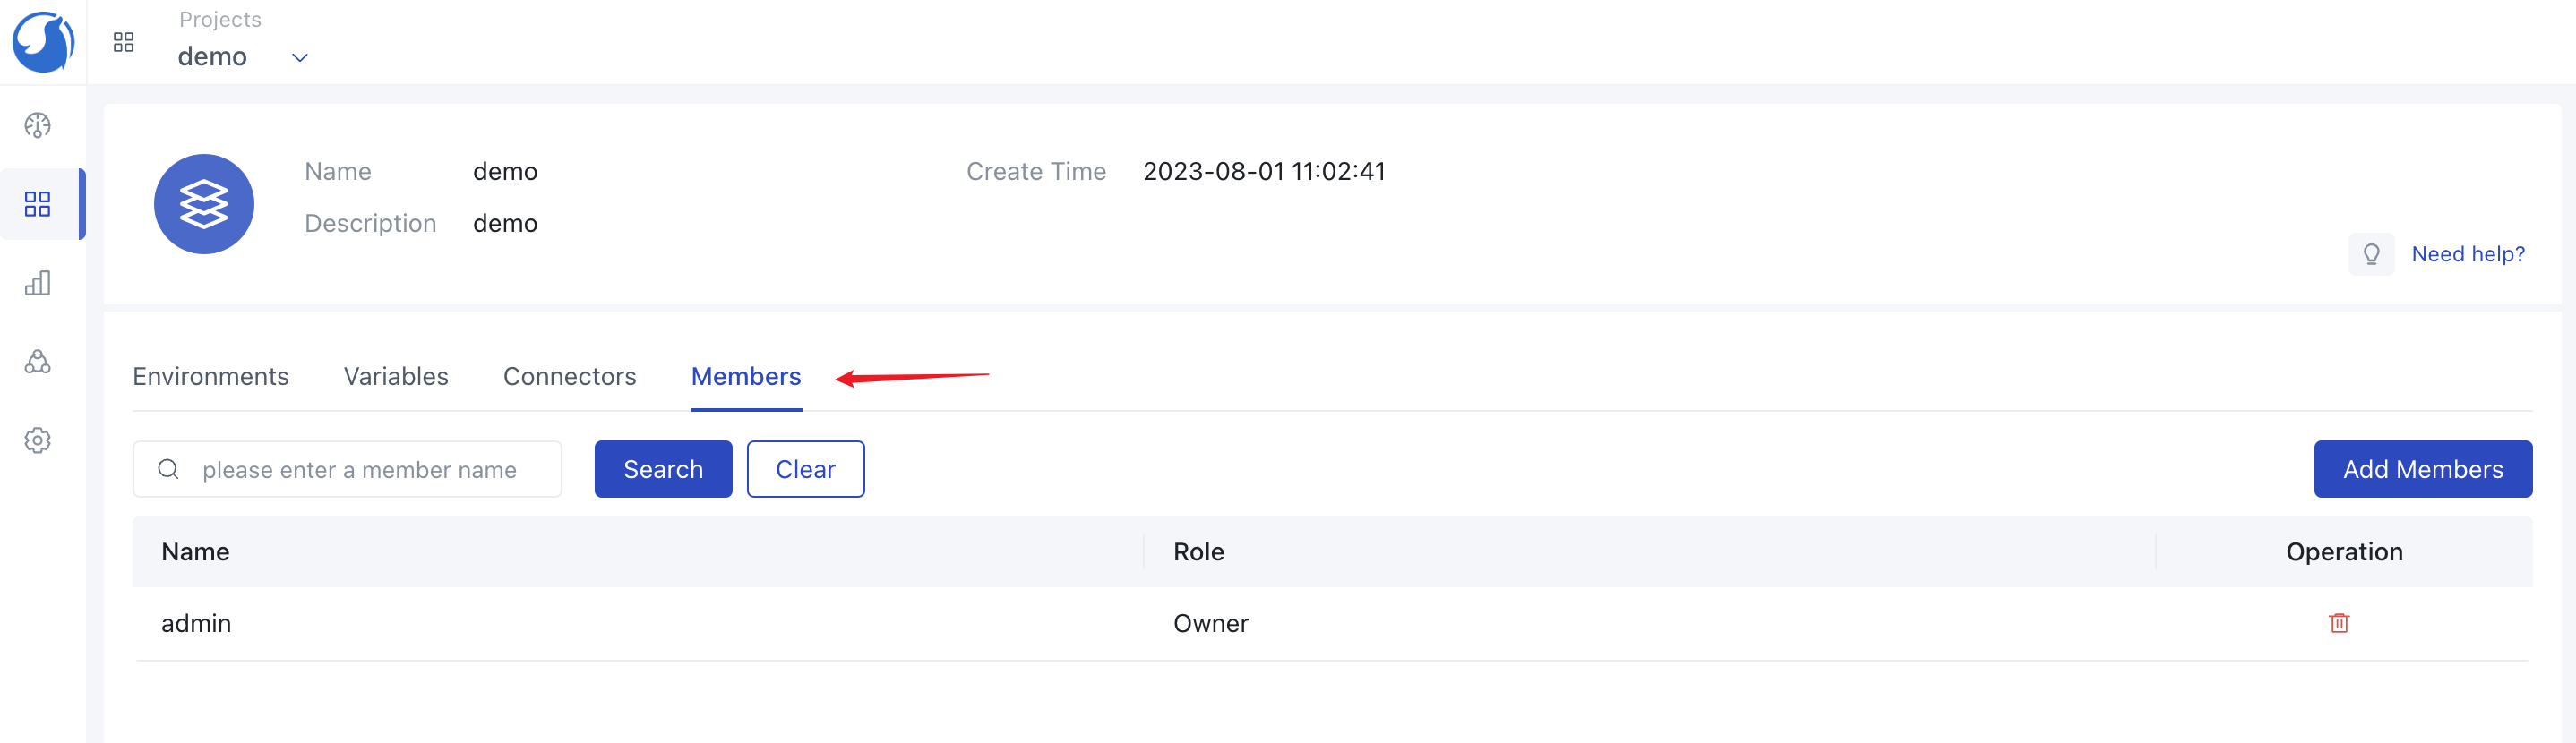 Projects
demo
Name demo Create Time 2023-08-01 11:02:41
Description demo
Need help?
Environments Variables Connectors Members
please enter a member name Search Clear Add Members
Name Role Operation
admin Owner